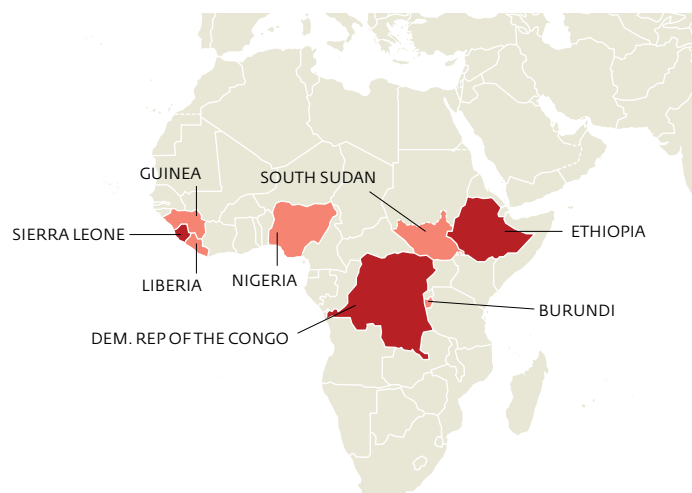 GUINEA
SOUTH SUDAN
SIERRA LEONE
ETHIOPIA
LIBERIA
NIGERIA
BURUNDI
DEM. REP OF THE CONGO